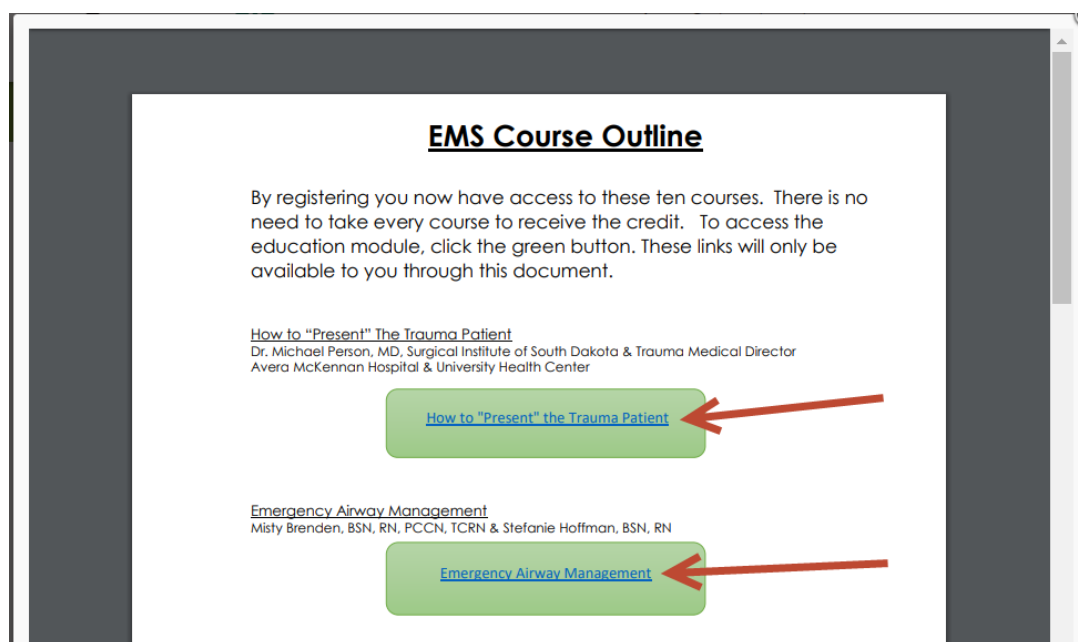 EMS Course Outline
By registering you now have access to these ten courses.  There is no
need to take every course to receive the credit.   To access the
education module, click the green button. These links will only be
available to you through this document.
How to “Present” The Trauma Patient
Dr. Michael Person, MD, Surgical Institute of South Dakota & Trauma Medical Director
Avera McKennan Hospital & University Health Center
How to "Present" the Trauma Patient
Emergency Airway Management
Misty Brenden, BSN, RN, PCCN, TCRN & Stefanie Hoffman, BSN, RN
Emergency Airway Management